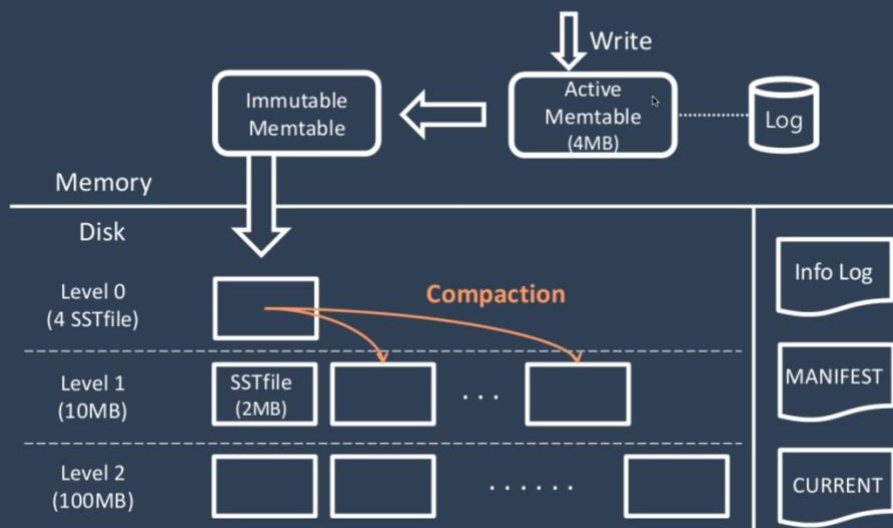 Write
Immutable
Memtable
Active
Memtable
(4MB)
Log
Memory
Disk
Level 0
(4 SSTfile)
Compaction
Info Log
Level 1
(10MB)
SSTfile
(2MB)
...
MANIFEST
Level 2
(100MB)
......
CURRENT